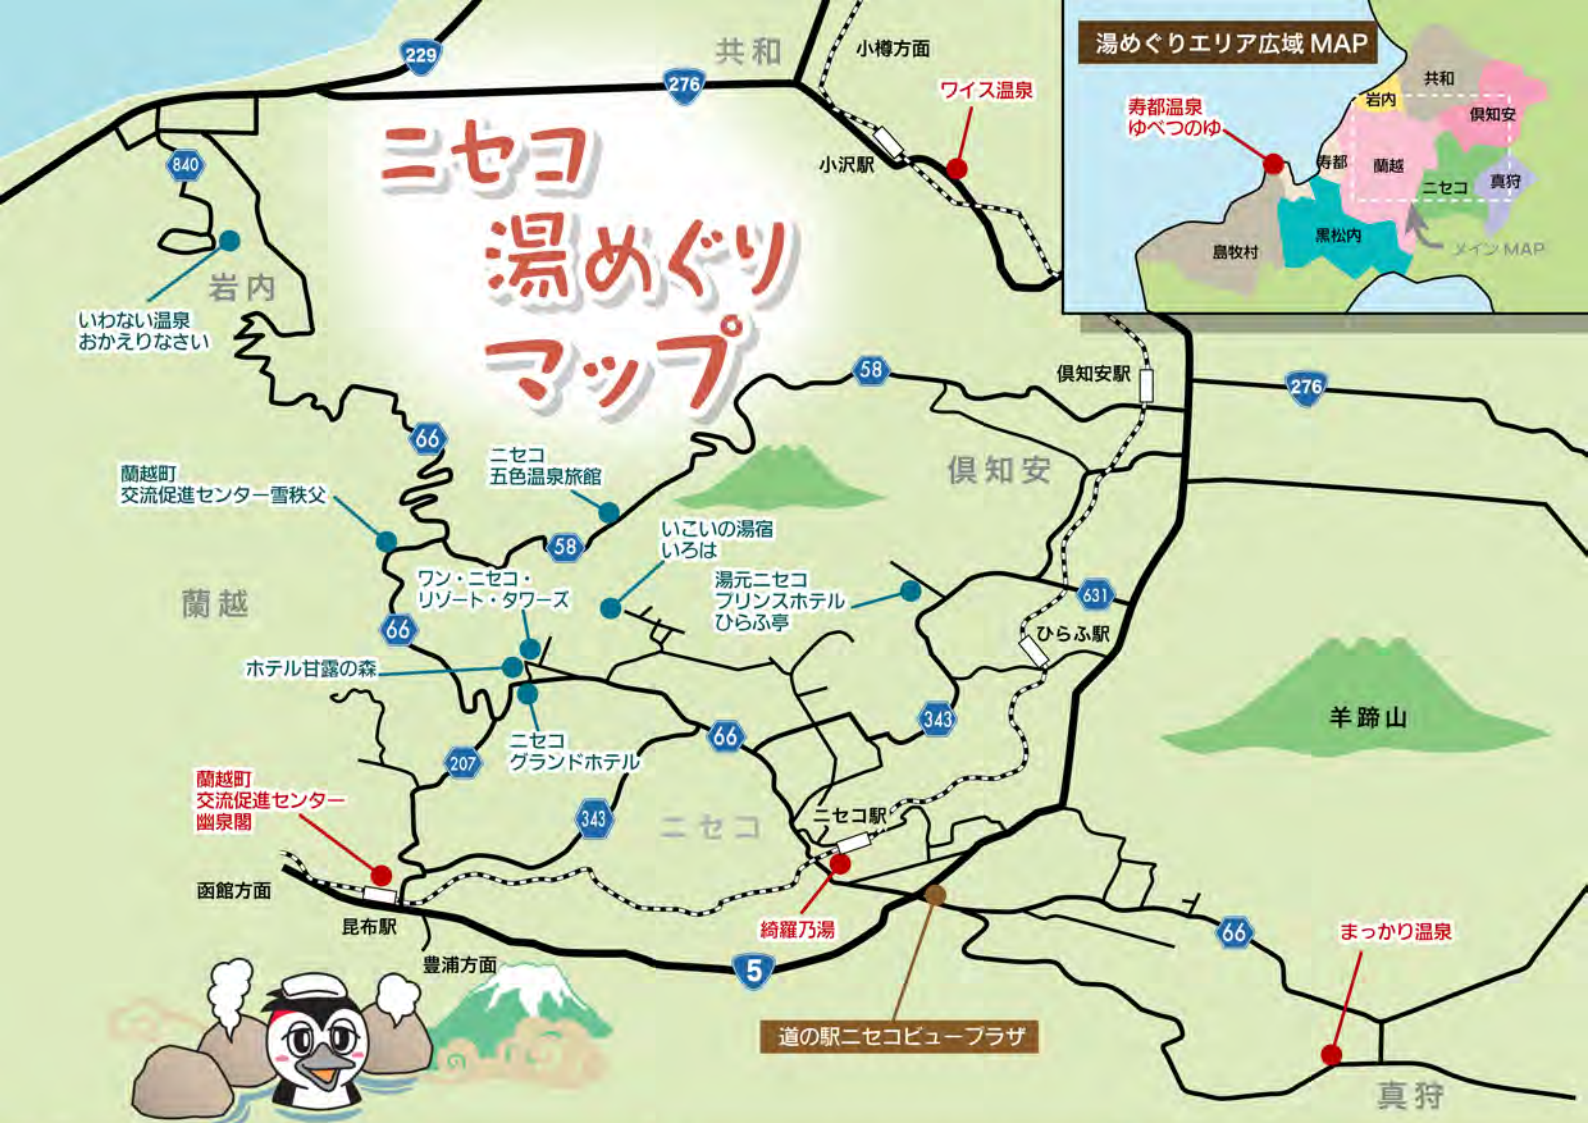 229
276
共和
小樽方面
ワイス温泉
小沢駅
湯めぐりエリア広域 MAP
共和
岩内
倶知安
寿都温泉
ゆべつのゆ
寿都
蘭越
ニセコ
真狩
黒松内
島牧村
メインMAP
ニセコ
湯めぐり
マップ
840
岩内
いわない温泉
おかえりなさい
58
倶知安駅
276
66
ニセコ
五色温泉旅館
倶知安
蘭越町
交流促進センター雪秩父
58
いこいの湯宿
いろは
ワン・ニセコ・
リゾート・タワーズ
湯元ニセコ
プリンスホテル
ひらふ亭
631
蘭越
66
ひらふ駅
ホテル甘露の森
羊蹄山
343
66
ニセコ
グランドホテル
207
蘭越町
交流促進センター
幽泉閣
343
ニセコ
ニセコ駅
函館方面
昆布駅
綺羅乃湯
66
まっかり温泉
豊浦方面
5
道の駅ニセコビュープラザ
真狩